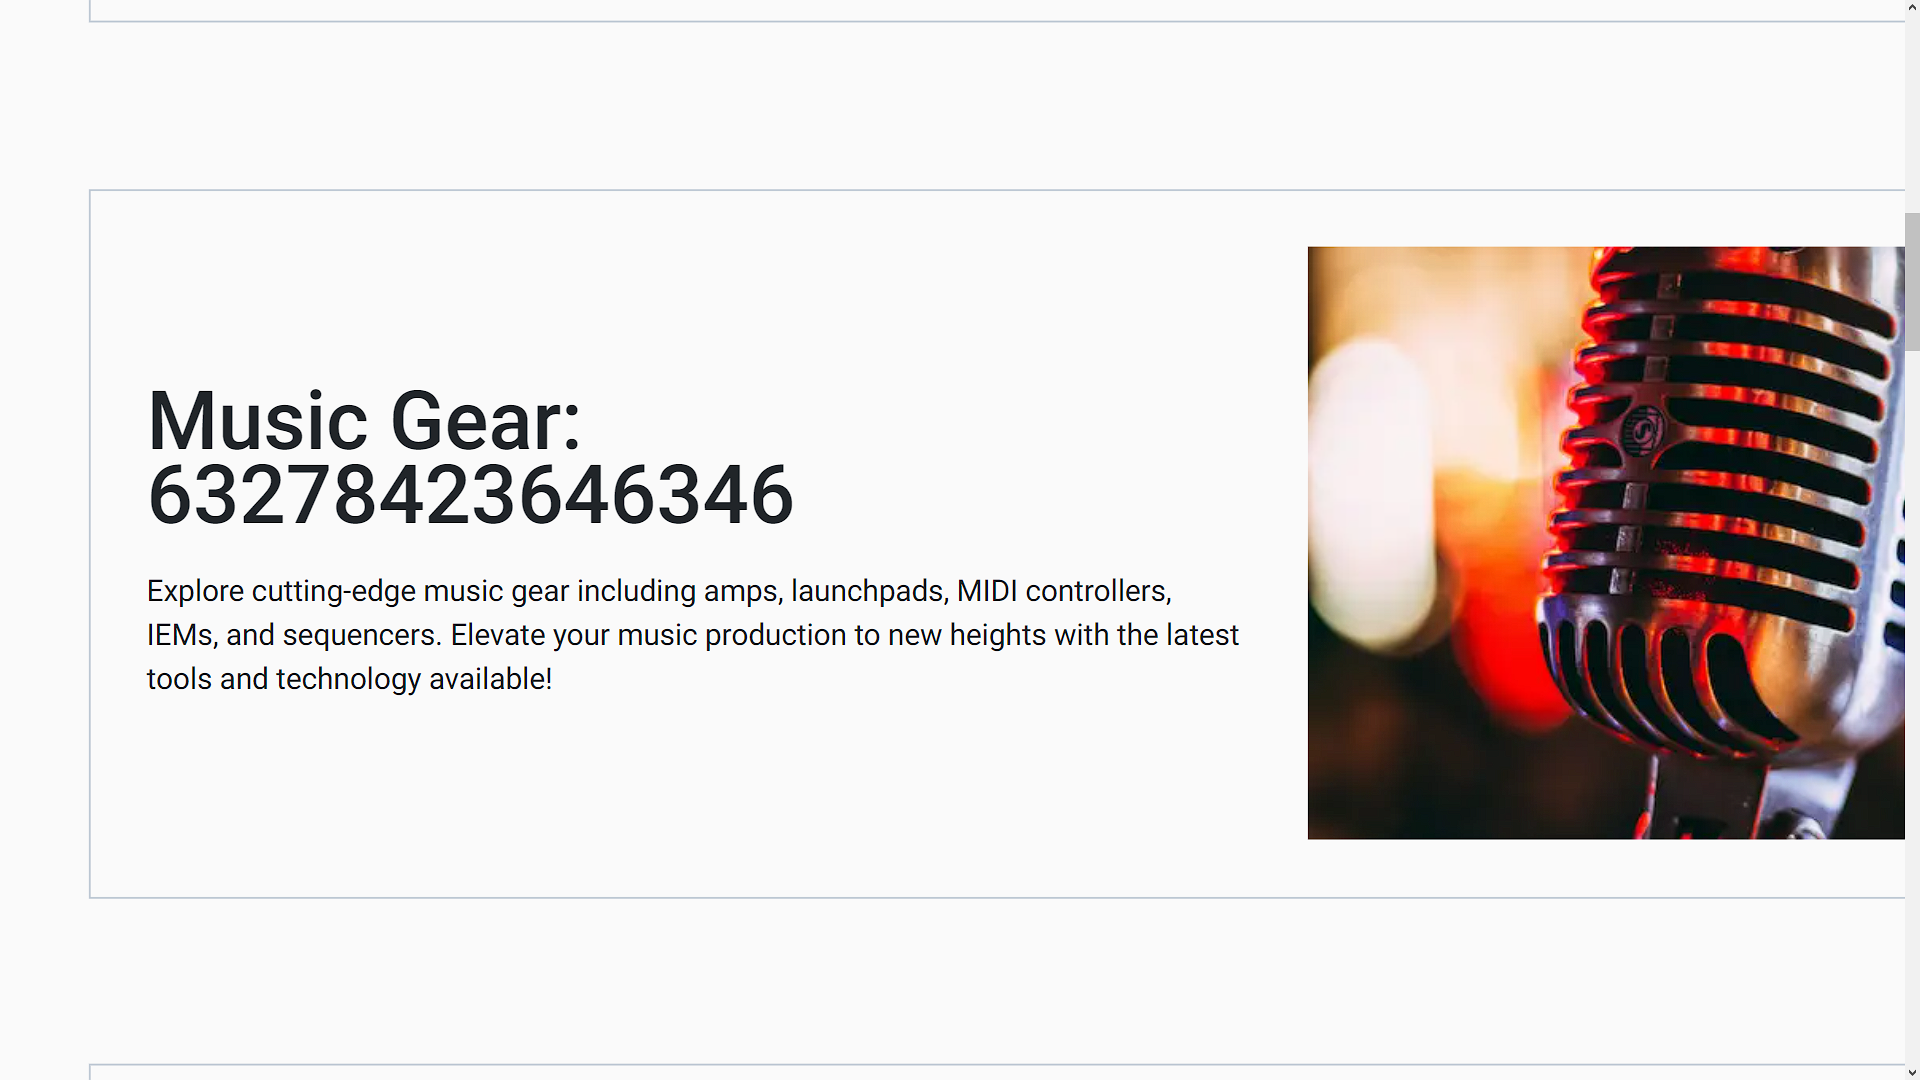 Music Gear:
63278423646346
Explore cutting-edge music gear including amps, launchpads, MIDI controllers,
IEMs, and sequencers. Elevate your music production to new heights with the latest
tools and technology available!